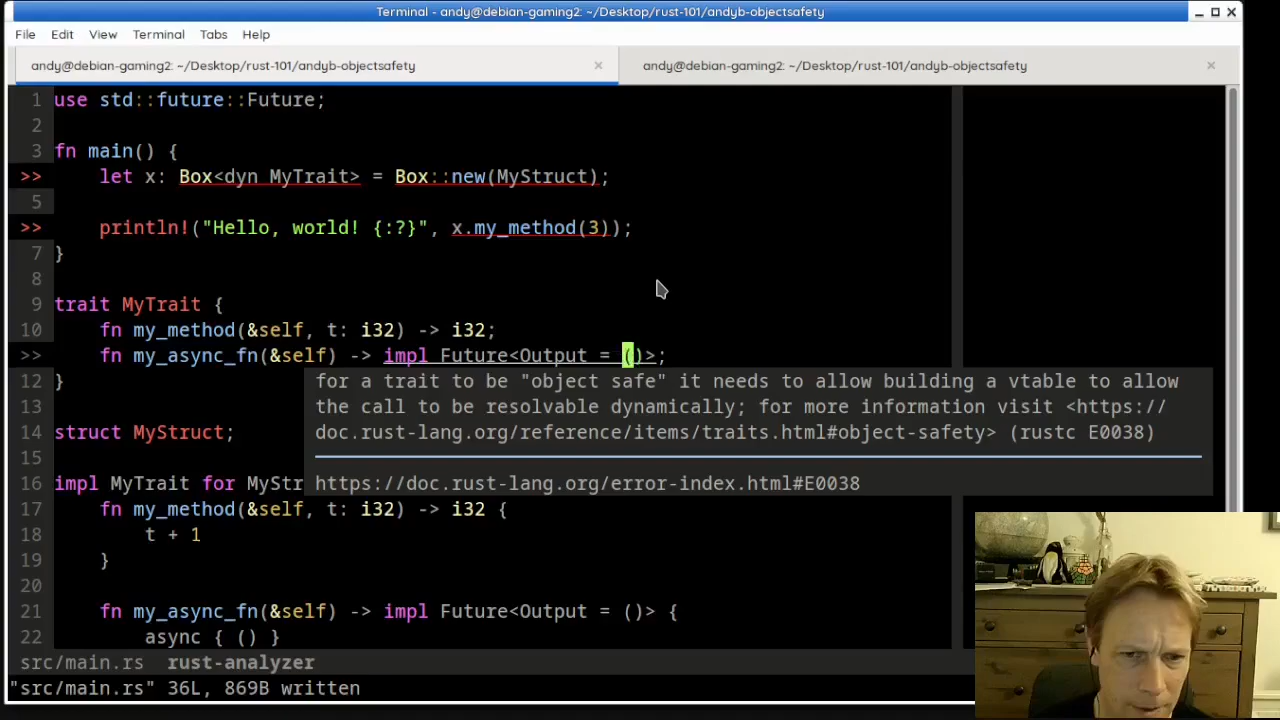 Terminal - andy@debian-gaming2: ~/Desktop/rust-101/andyb-objectsafety
File Edit View Terminal Tabs Help
andy@debian-gaming2: ~/Desktop/rust-101/andyb-objectsafety × andy@debian-gaming2: ~/Desktop/rust-101/andyb-objectsafety ×
1 use std::future::Future;
2
3 fn main() {
>> let x: Box<dyn MyTrait> = Box::new(MyStruct);
5
>> println!("Hello, world! {:?}", x.my_method(3));
7 }
8
9 trait MyTrait {
10 fn my_method(&self, t: i32) -> i32;
>> fn my_async_fn(&self) -> impl Future<Output = ()>;
12 }
for a trait to be "object safe" it needs to allow building a vtable to allow
13 the call to be resolvable dynamically; for more information visit <https://
14 struct MyStruct; doc.rust-lang.org/reference/items/traits.html#object-safety> (rustc E0038)
15
16 impl MyTrait for MyStr https://doc.rust-lang.org/error-index.html#E0038
17 fn my_method(&self, t: i32) -> i32 {
18 t + 1
19 }
20
21 fn my_async_fn(&self) -> impl Future<Output = ()> {
22 async { () }
src/main.rs rust-analyzer
"src/main.rs" 36L, 869B written